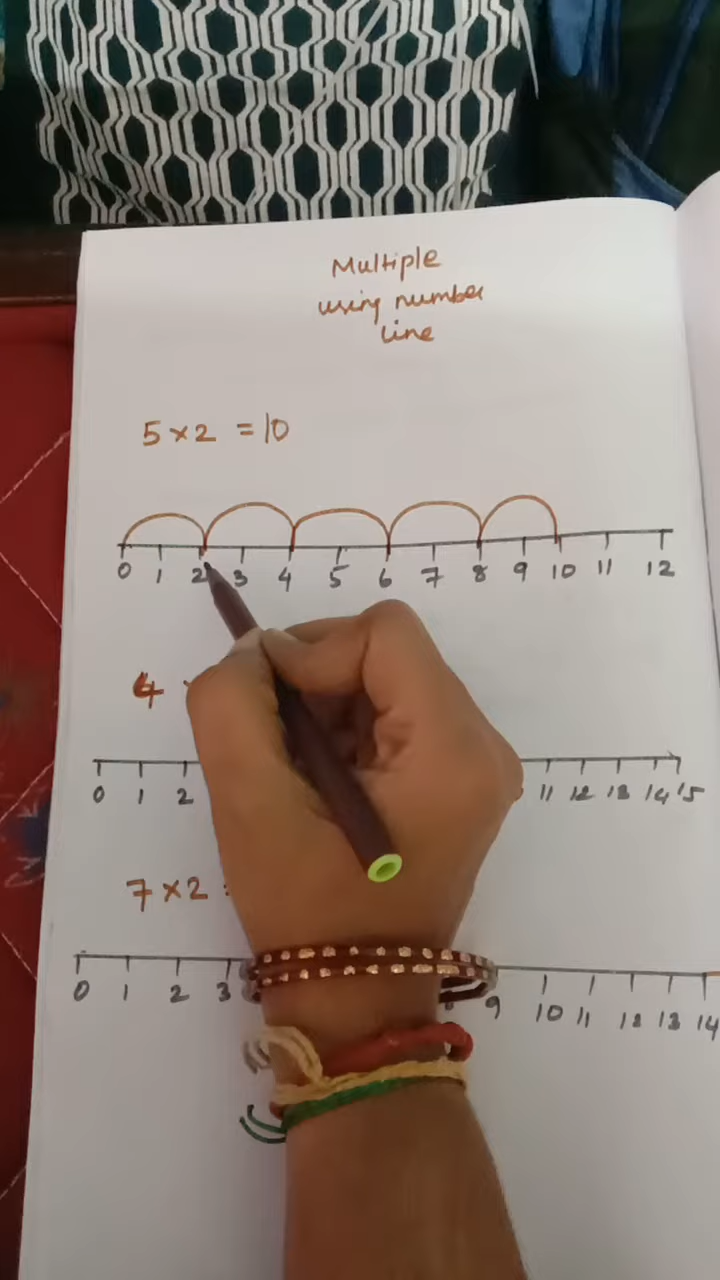 Multiple
using number
line
5 × 2 = 10
0 1 2 3 4 5 6 7 8 9 10 11 12
4
0 1 2 11 12 13 14 15
7 × 2
0 1 2 3 9 10 11 12 13 14